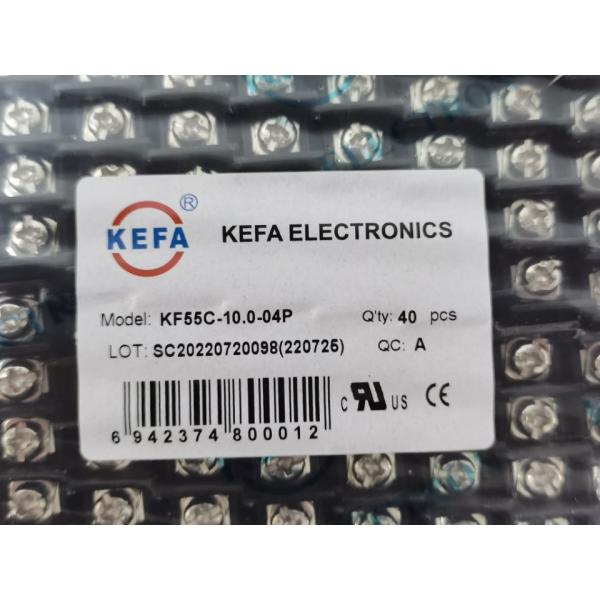 KEFA ®
KEFA ELECTRONICS
Model: KF55C-10.0-04P Q'ty: 40 pcs
LOT: SC20220720098(220725) QC: A
6 942374 800012
c RU US CE